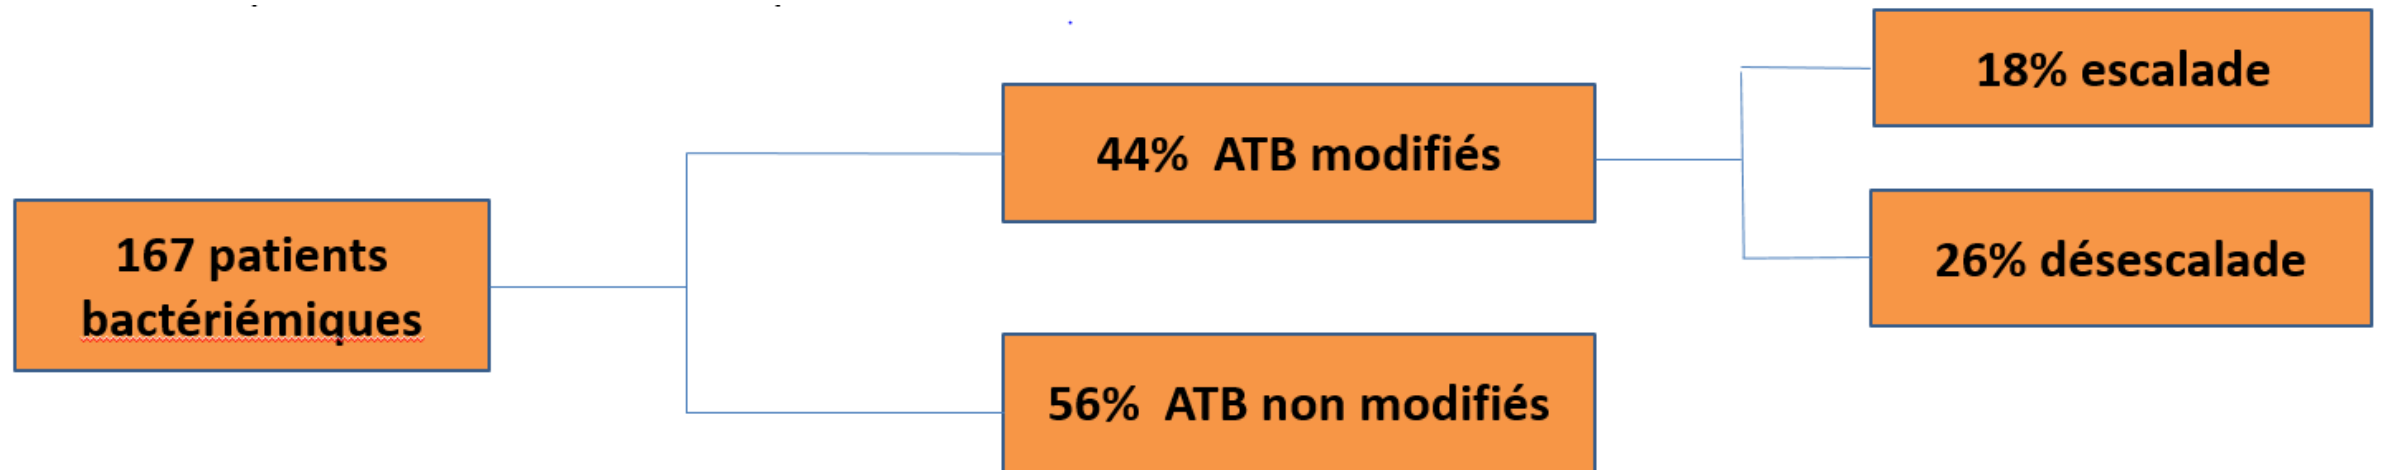 167 patients
bactériémiques
44% ATB modifiés
56% ATB non modifiés
18% escalade
26% désescalade